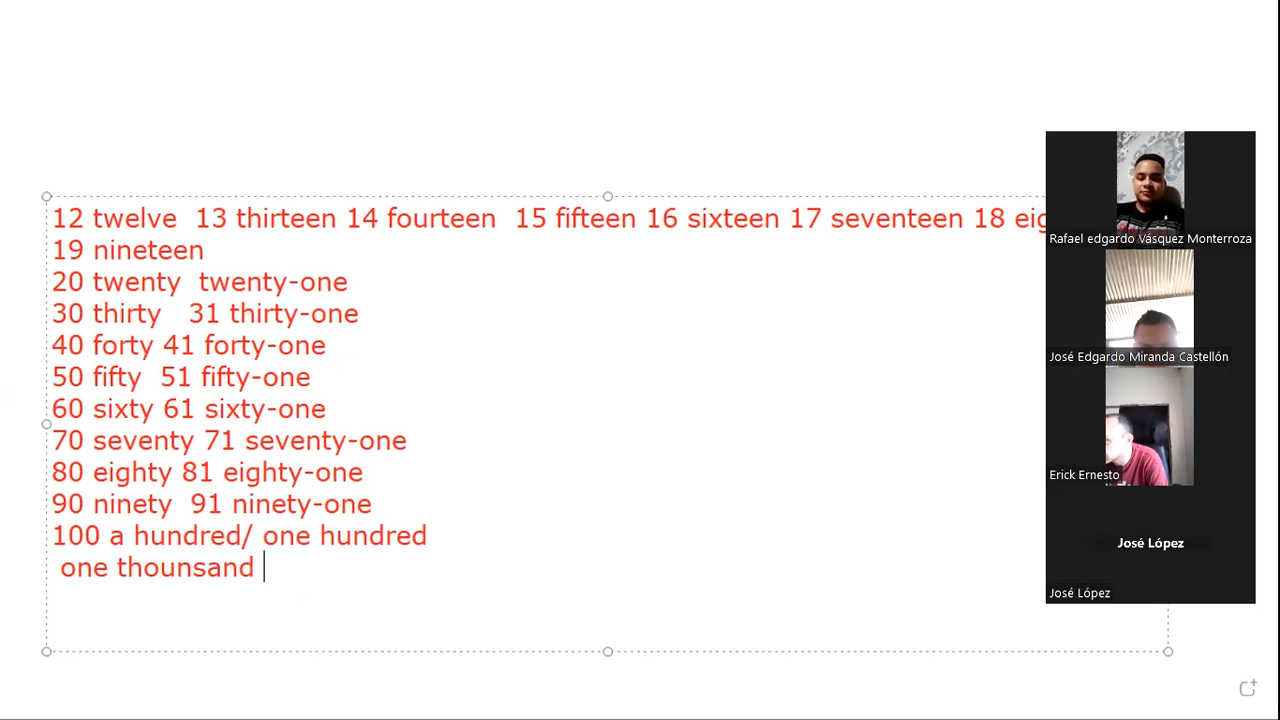 12 twelve  13 thirteen 14 fourteen  15 fifteen 16 sixteen 17 seventeen 18
19 nineteen
20 twenty  twenty-one
30 thirty   31 thirty-one
40 forty 41 forty-one
50 fifty  51 fifty-one
60 sixty 61 sixty-one
70 seventy 71 seventy-one
80 eighty 81 eighty-one
90 ninety  91 ninety-one
100 a hundred/ one hundred
one thounsand
Rafael edgardo Vásquez Monterroza
José Edgardo Miranda Castellón
Erick Ernesto
José López
José López